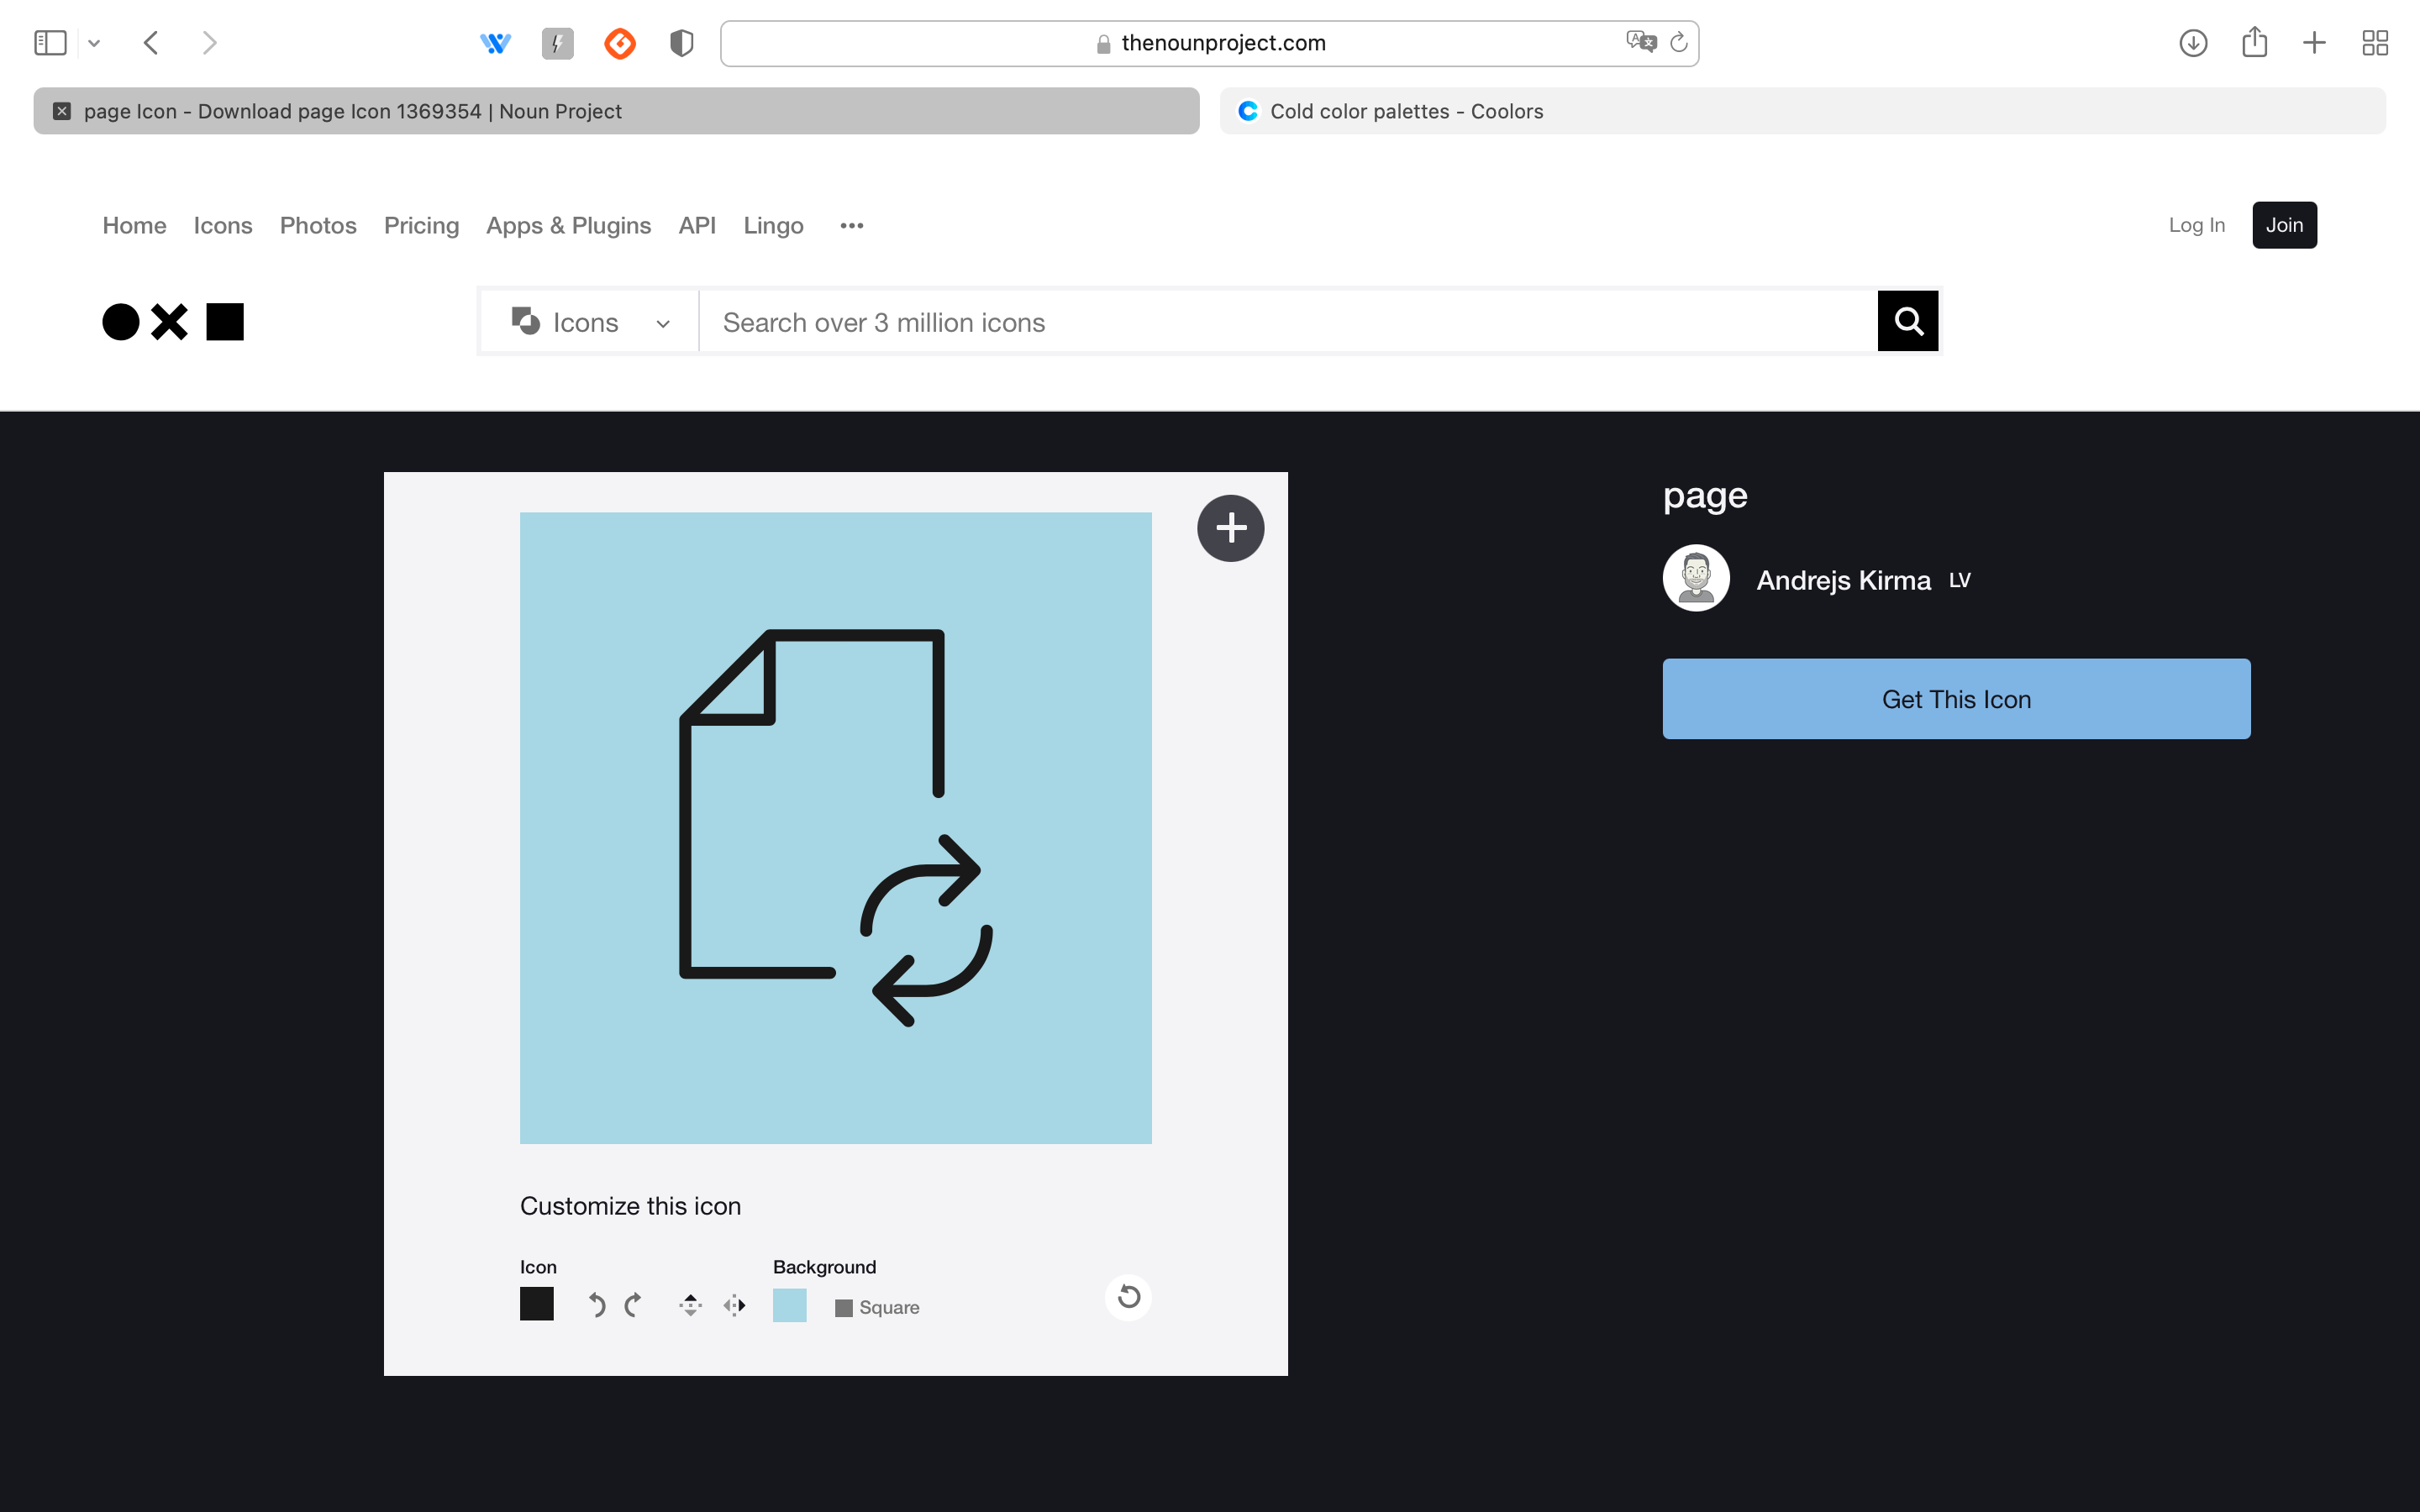 thenounproject.com
page Icon - Download page Icon 1369354 | Noun Project
Cold color palettes - Coolors
Home Icons Photos Pricing Apps & Plugins API Lingo ••• Log In Join
Icons Search over 3 million icons
page
Andrejs Kirma LV
Get This Icon
Customize this icon
Icon Background
Square